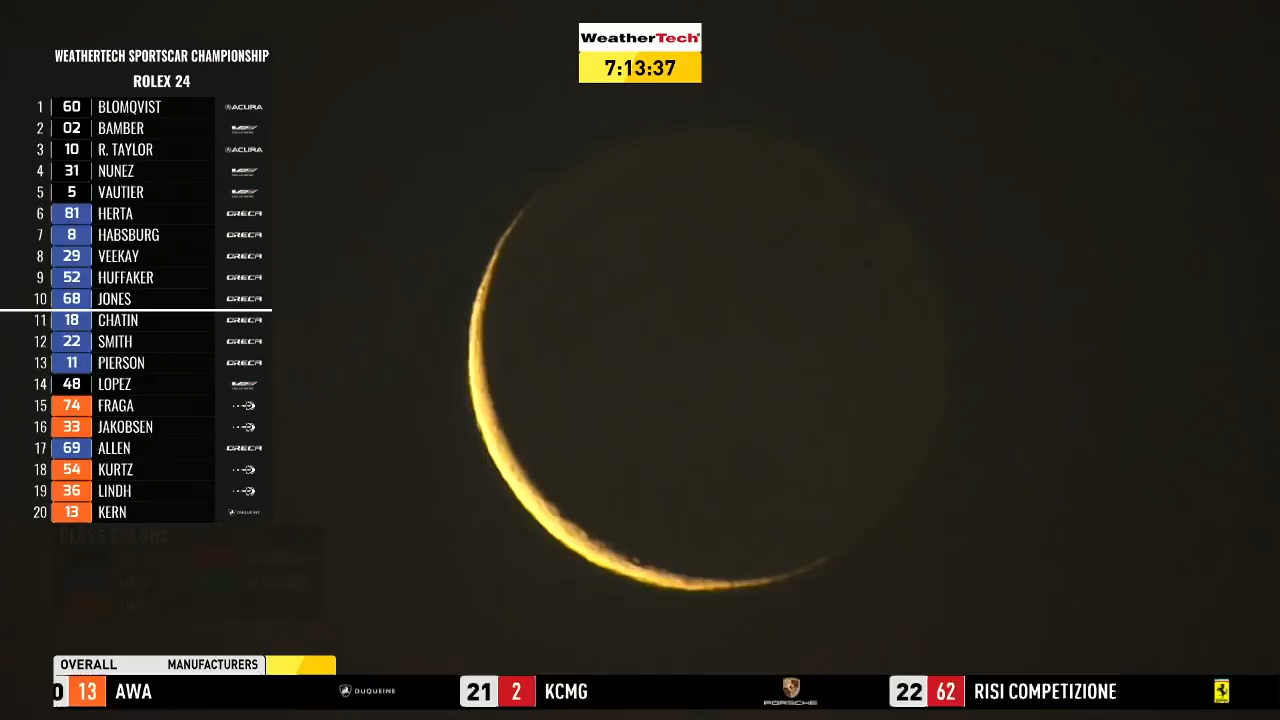 WEATHERTECH SPORTSCAR CHAMPIONSHIP
ROLEX 24
WeatherTech
7:13:37
1 60 BLOMQVIST ACURA
2 02 BAMBER
3 10 R. TAYLOR ACURA
4 31 NUNEZ
5 5 VAUTIER
6 81 HERTA ORECA
7 8 HABSBURG ORECA
8 29 VEEKAY ORECA
9 52 HUFFAKER ORECA
10 68 JONES ORECA
11 18 CHATIN ORECA
12 22 SMITH ORECA
13 11 PIERSON ORECA
14 48 LOPEZ
15 74 FRAGA
16 33 JAKOBSEN
17 69 ALLEN ORECA
18 54 KURTZ
19 36 LINDH
20 13 KERN DUQUEINE
CLASS COLORS
OVERALL MANUFACTURERS
0 13 AWA DUQUEINE 21 2 KCMG PORSCHE 22 62 RISI COMPETIZIONE